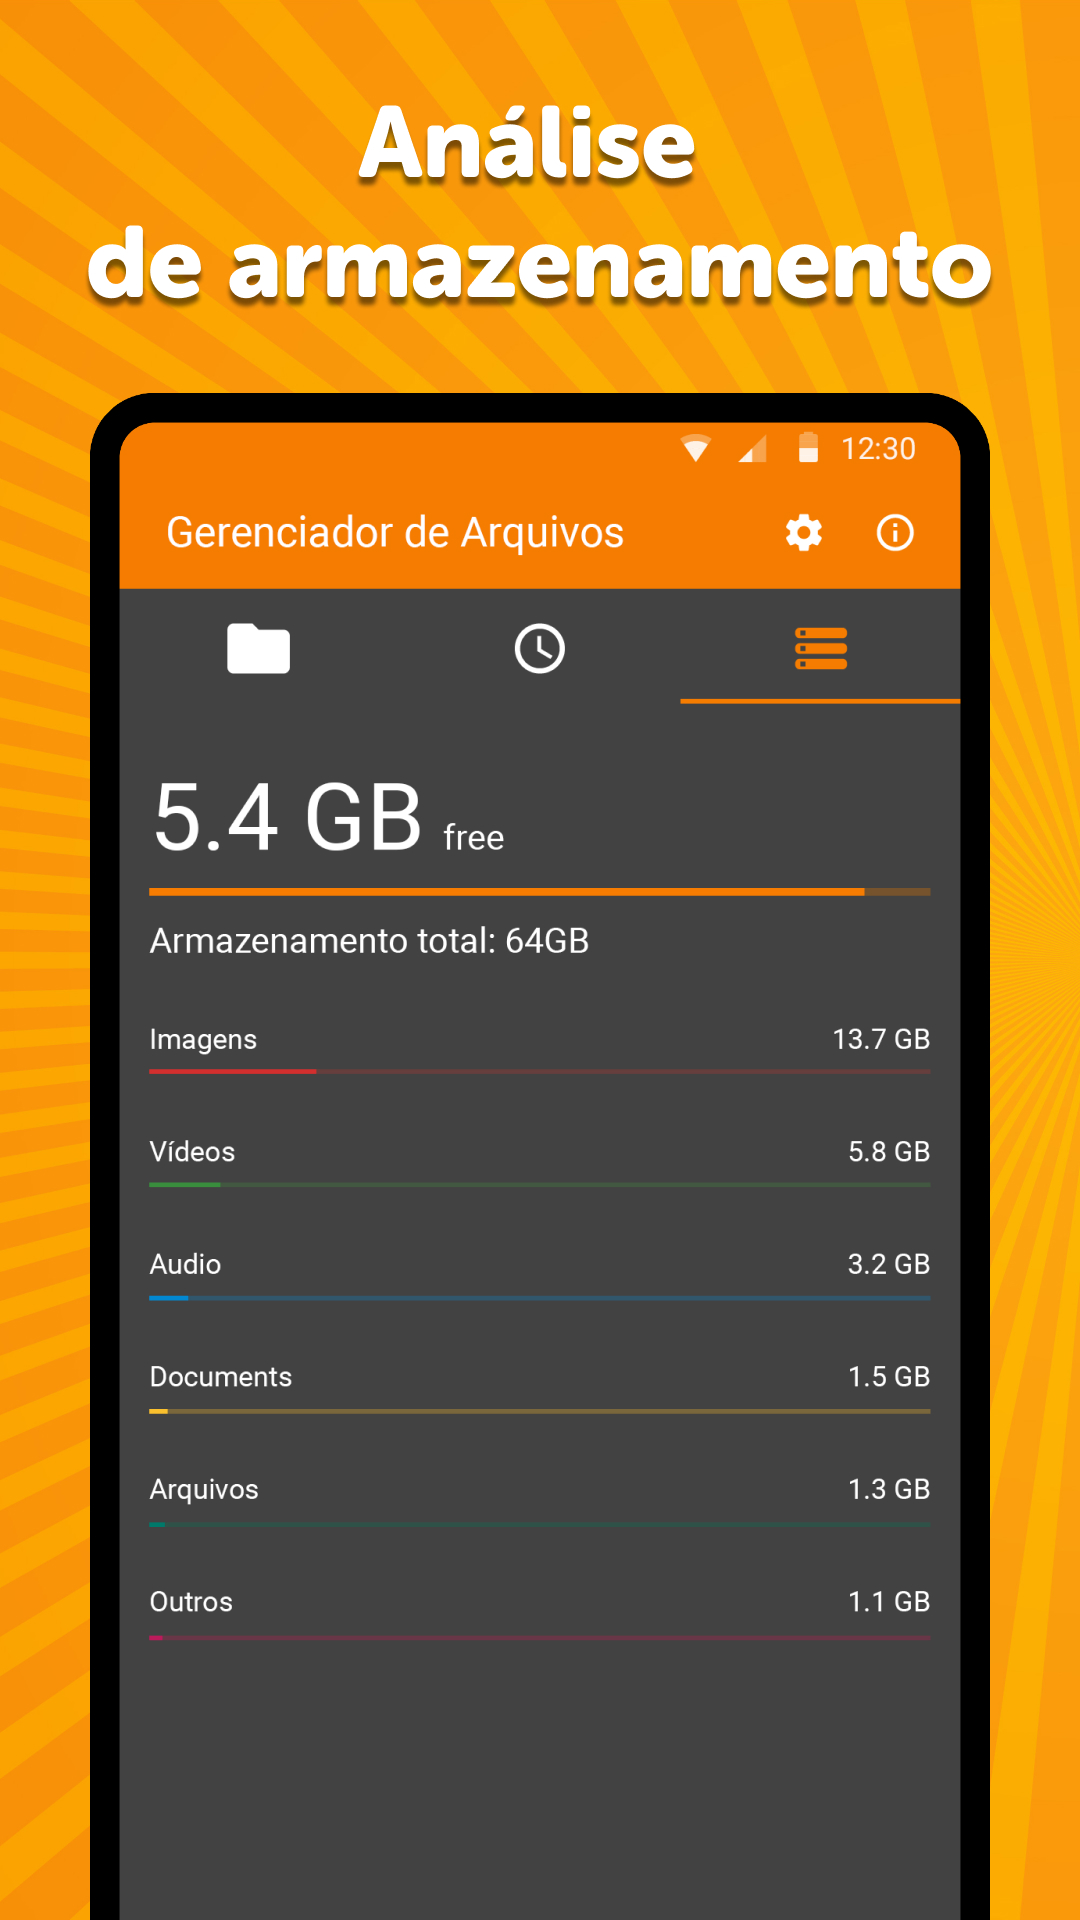 Análise
de armazenamento
12:30
Gerenciador de Arquivos
5.4 GB free
Armazenamento total: 64GB
Imagens 13.7 GB
Vídeos 5.8 GB
Audio 3.2 GB
Documents 1.5 GB
Arquivos 1.3 GB
Outros 1.1 GB